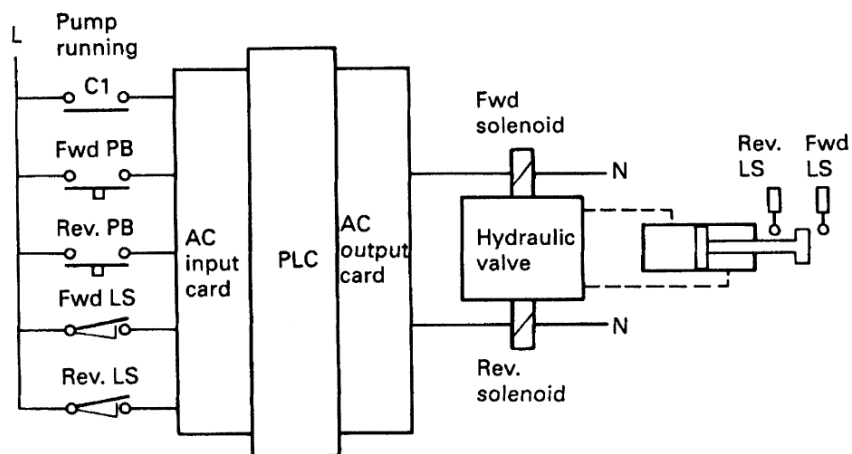 L
Pump
running
C1
Fwd PB
Rev. PB
Fwd LS
Rev. LS
AC
input
card
PLC
AC
output
card
Fwd
solenoid
N
Hydraulic
valve
N
Rev.
solenoid
Rev.
LS
Fwd
LS